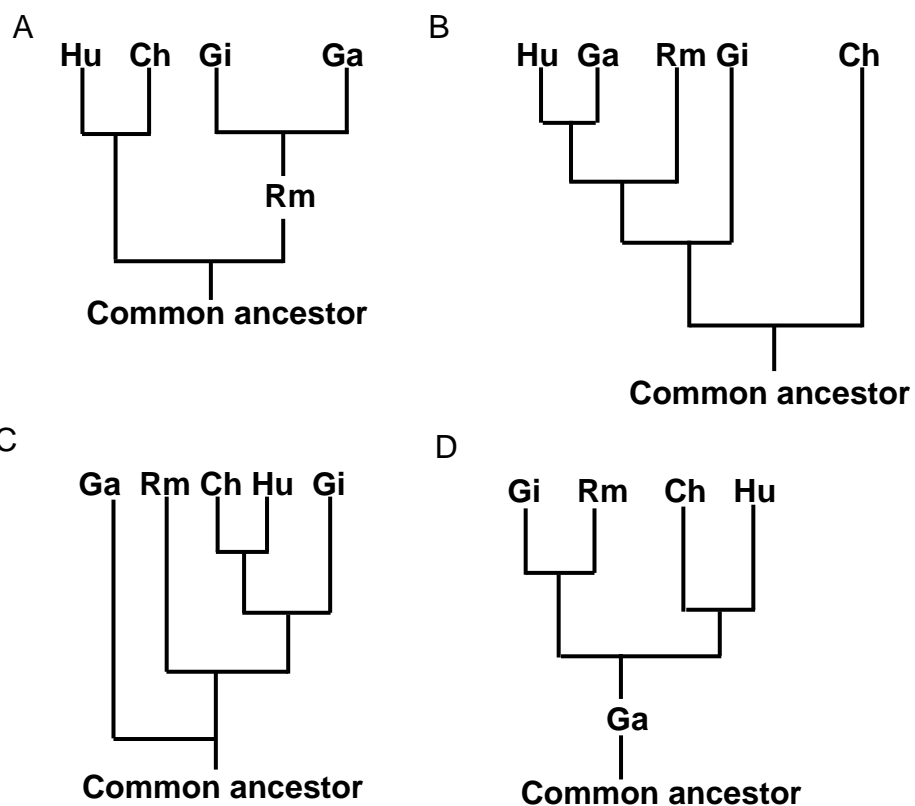 A
Hu Ch Gi Ga
Rm
Common ancestor
B
Hu Ga Rm Gi Ch
Common ancestor
C
Ga Rm Ch Hu Gi
Common ancestor
D
Gi Rm Ch Hu
Ga
Common ancestor